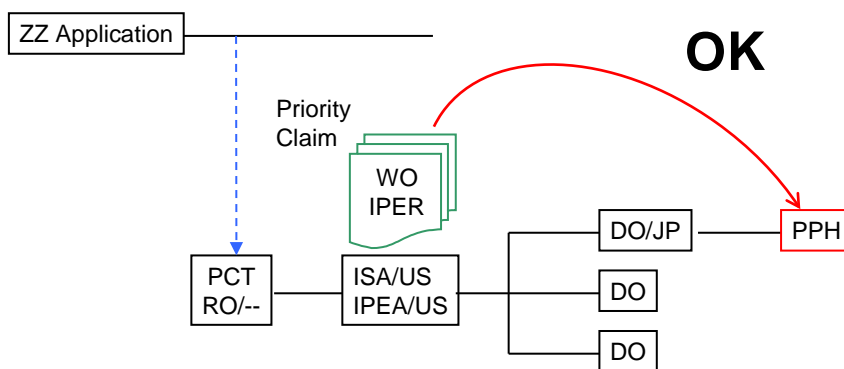 ZZ Application
OK
Priority
Claim
WO
IPER
DO/JP
PPH
PCT
RO/--
ISA/US
IPEA/US
DO
DO